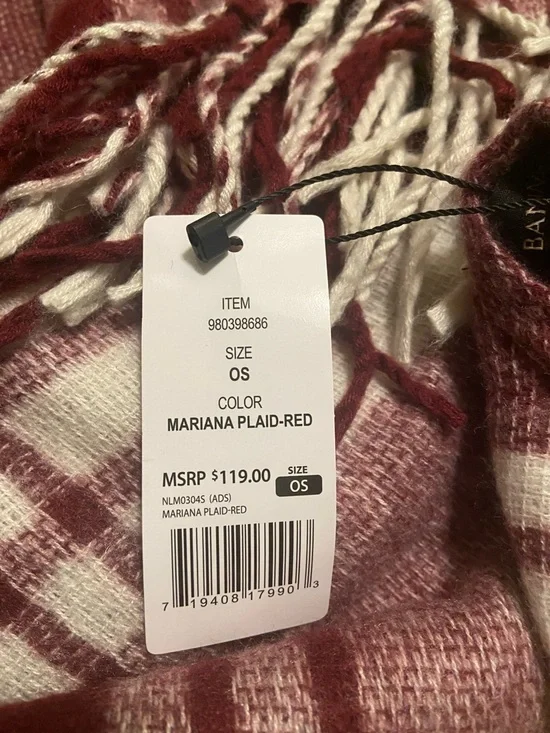 ITEM
980398686
SIZE
OS
COLOR
MARIANA PLAID-RED
MSRP $119.00
SIZE
OS
NLM0304S (ADS)
MARIANA PLAID-RED
7 19408 17990 3